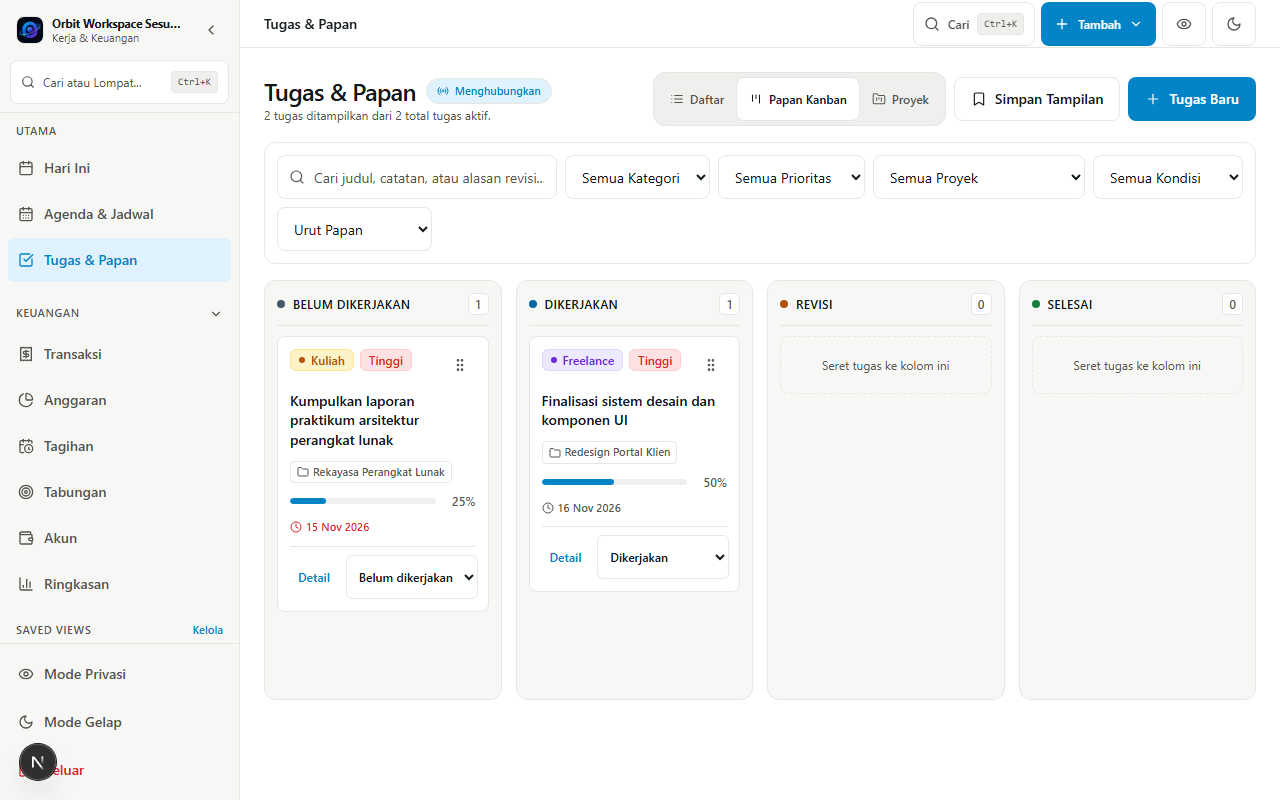 Orbit Workspace Sesu...
Kerja & Keuangan
Cari atau Lompat...
Ctrl+K
UTAMA
Hari Ini
Agenda & Jadwal
Tugas & Papan
KEUANGAN
Transaksi
Anggaran
Tagihan
Tabungan
Akun
Ringkasan
SAVED VIEWS
Kelola
Mode Privasi
Mode Gelap
N
eluar
Tugas & Papan
Cari
Ctrl+K
Tambah
Tugas & Papan
Menghubungkan
2 tugas ditampilkan dari 2 total tugas aktif.
Daftar
Papan Kanban
Proyek
Simpan Tampilan
Tugas Baru
Cari judul, catatan, atau alasan revisi...
Semua Kategori
Semua Prioritas
Semua Proyek
Semua Kondisi
Urut Papan
BELUM DIKERJAKAN
1
Kuliah
Tinggi
Kumpulkan laporan
praktikum arsitektur
perangkat lunak
Rekayasa Perangkat Lunak
25%
15 Nov 2026
Detail
Belum dikerjakan
DIKERJAKAN
1
Freelance
Tinggi
Finalisasi sistem desain dan
komponen UI
Redesign Portal Klien
50%
16 Nov 2026
Detail
Dikerjakan
REVISI
0
Seret tugas ke kolom ini
SELESAI
0
Seret tugas ke kolom ini